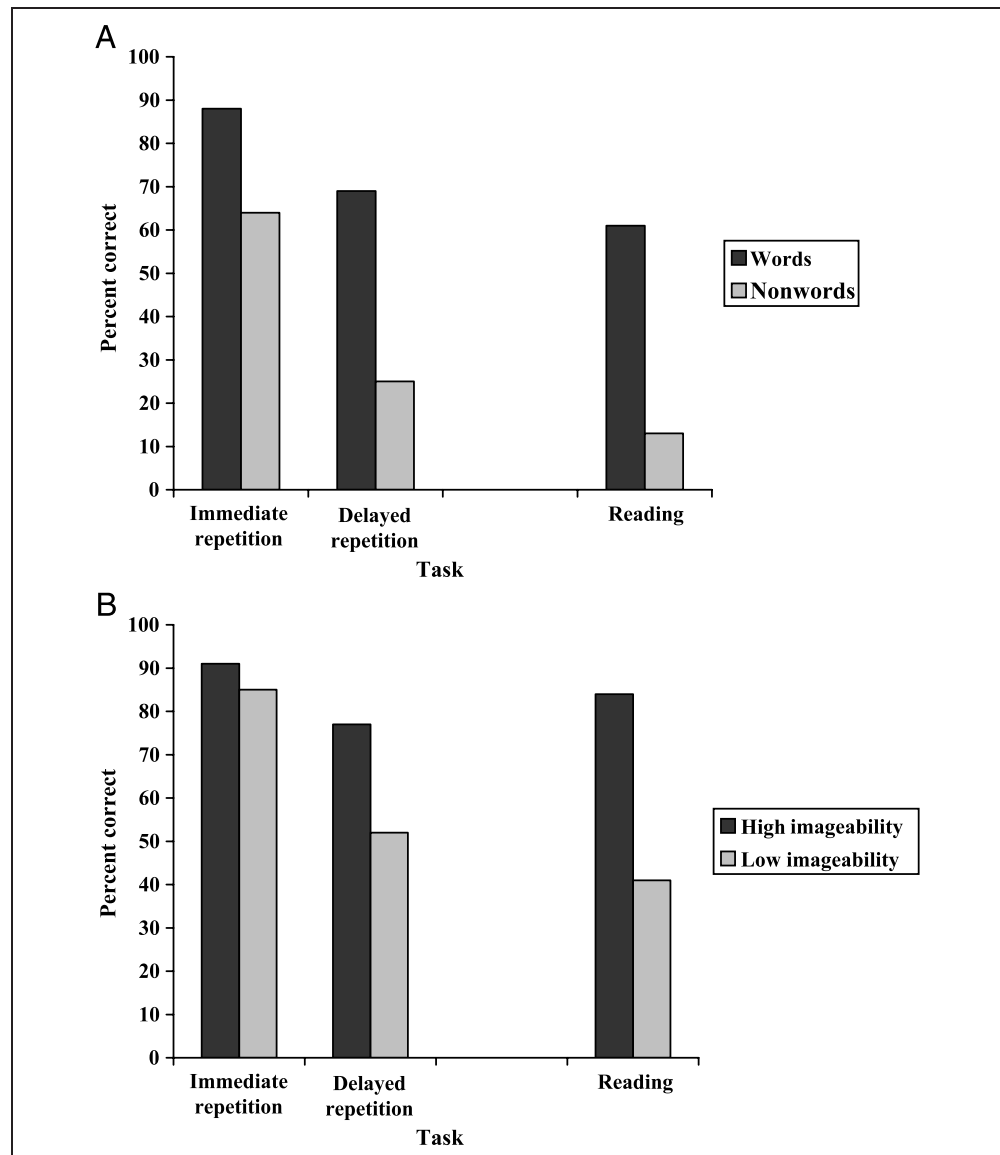 A
100
90
80
70
60
50
40
30
20
10
0
Percent correct
Immediate
repetition
Delayed
repetition
Reading
Task
Words
Nonwords
B
100
90
80
70
60
50
40
30
20
10
0
Percent correct
Immediate
repetition
Delayed
repetition
Reading
Task
High imageability
Low imageability